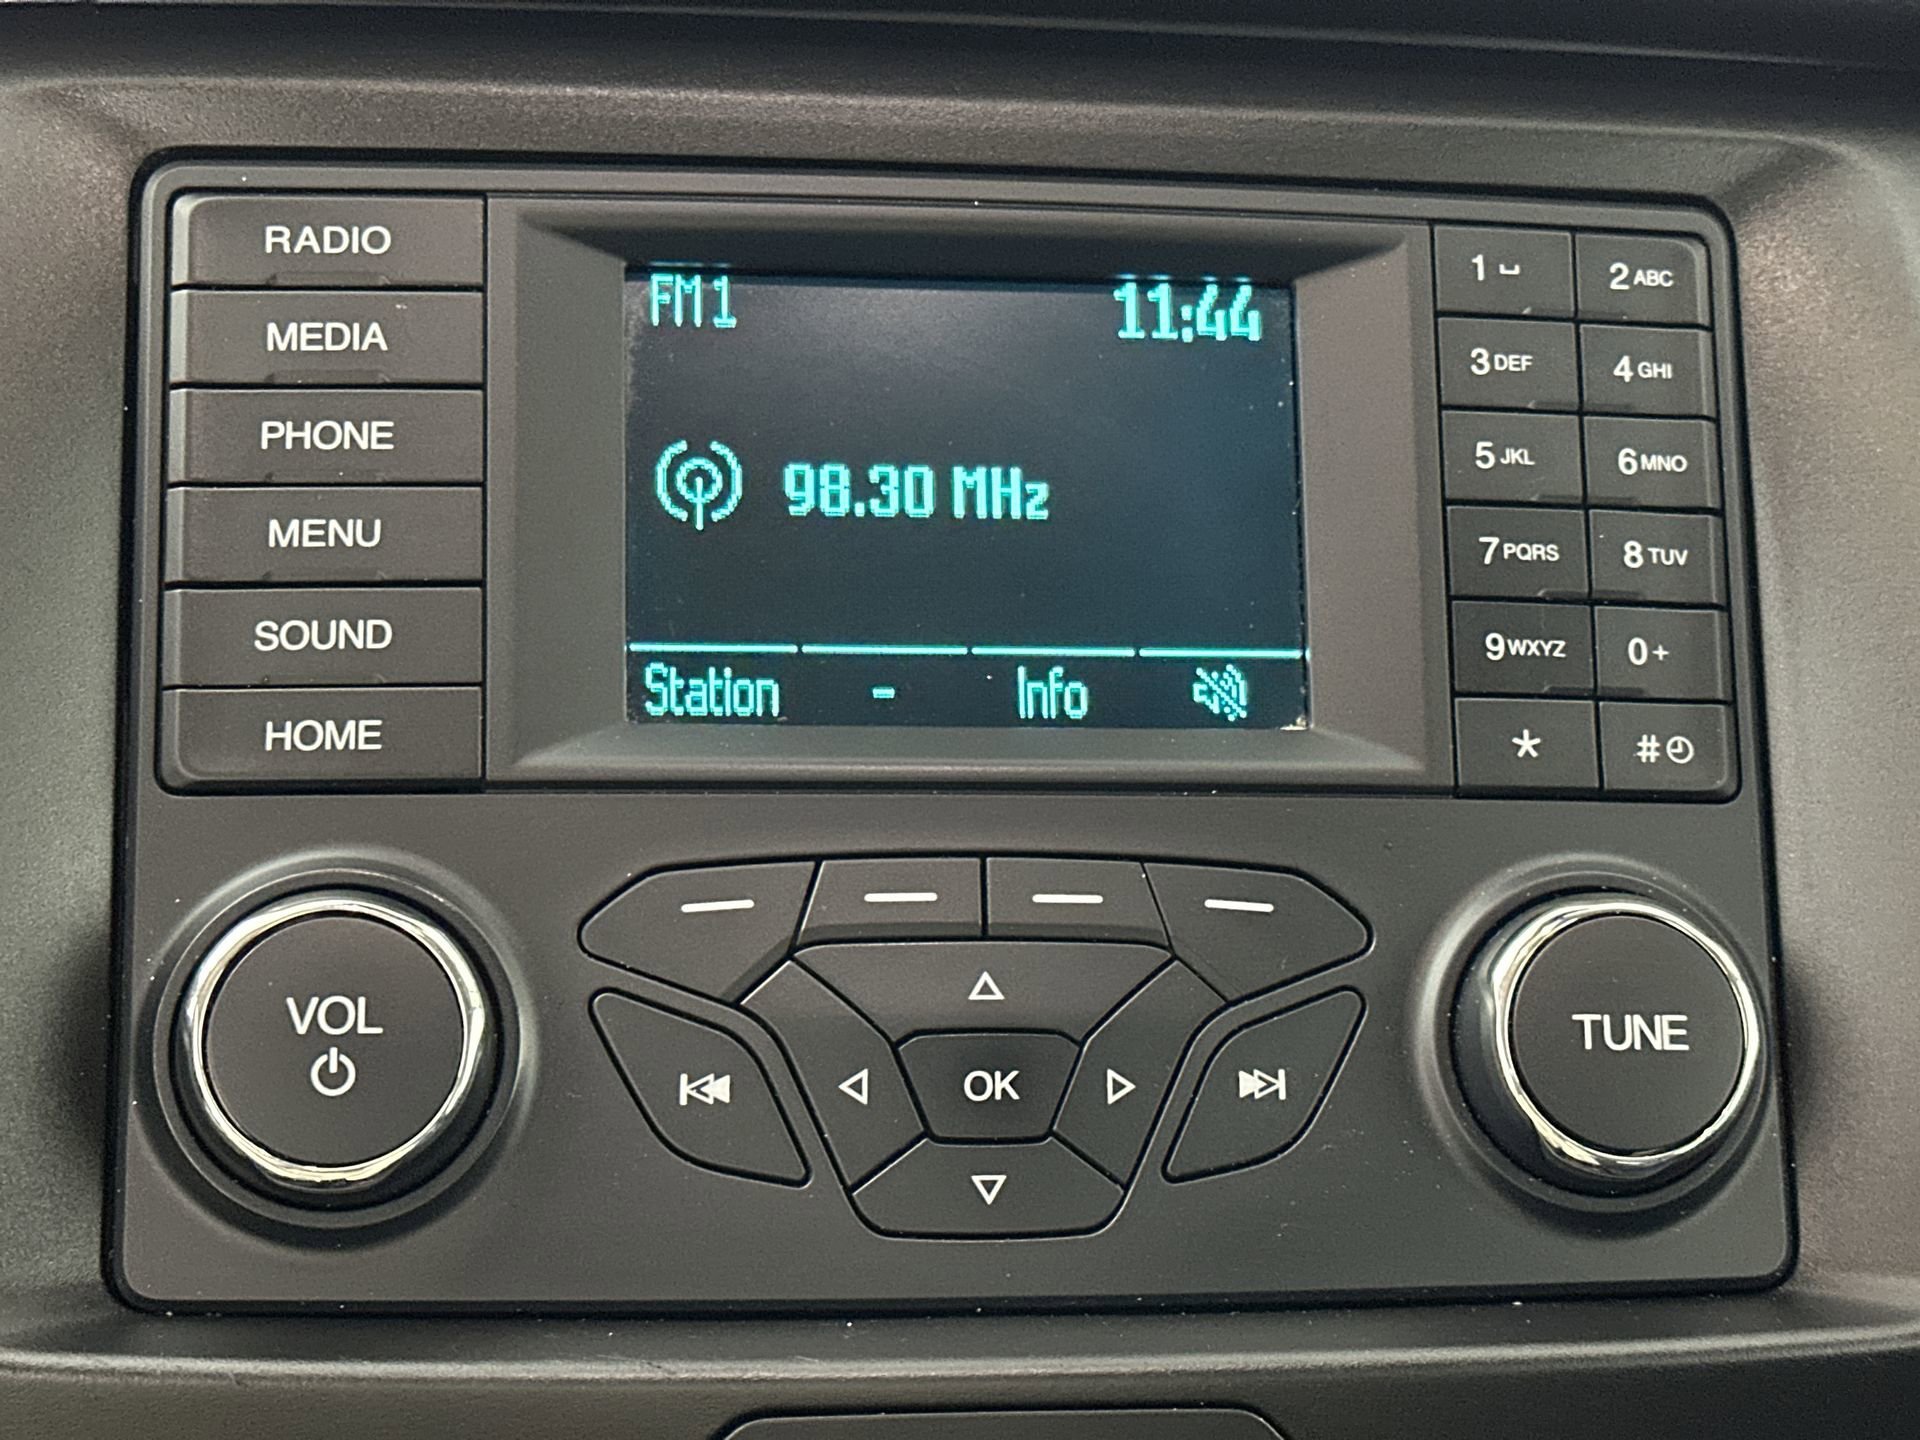 RADIO
MEDIA
PHONE
MENU
SOUND
HOME
FM1 11:44
98.30 MHz
Station - Info
1 ⎵ 2 ABC
3 DEF 4 GHI
5 JKL 6 MNO
7 PQRS 8 TUV
9 WXYZ 0 +
* #
VOL
OK
TUNE